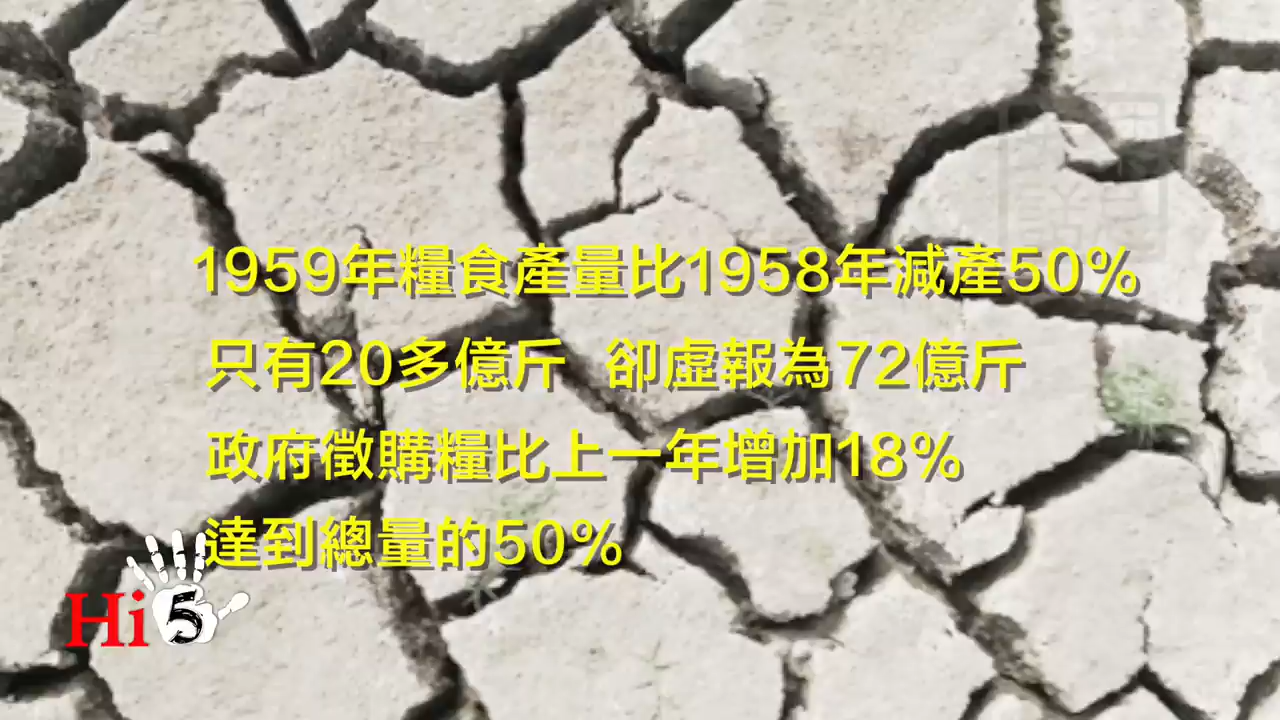 1959年糧食產量比1958年減產50%
只有20多億斤 卻虛報為72億斤
政府徵購糧比上一年增加18%
達到總量的50%
Hi 5